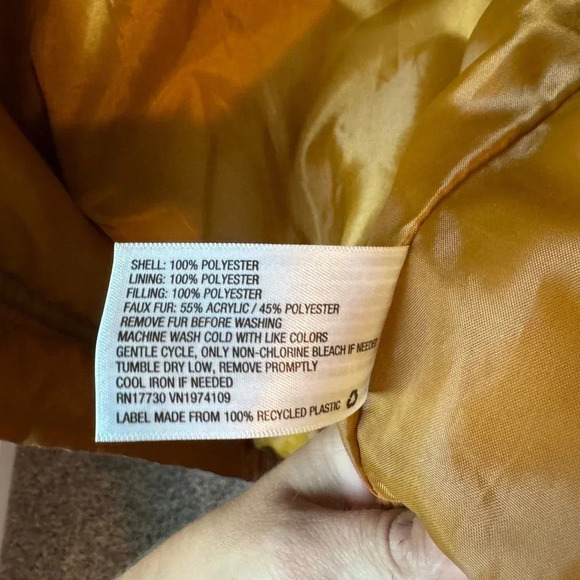 SHELL: 100% POLYESTER
LINING: 100% POLYESTER
FILLING: 100% POLYESTER
FAUX FUR: 55% ACRYLIC / 45% POLYESTER
REMOVE FUR BEFORE WASHING
MACHINE WASH COLD WITH LIKE COLORS
GENTLE CYCLE, ONLY NON-CHLORINE BLEACH IF NEEDED
TUMBLE DRY LOW, REMOVE PROMPTLY
COOL IRON IF NEEDED
RN17730 VN1974109
LABEL MADE FROM 100% RECYCLED PLASTIC